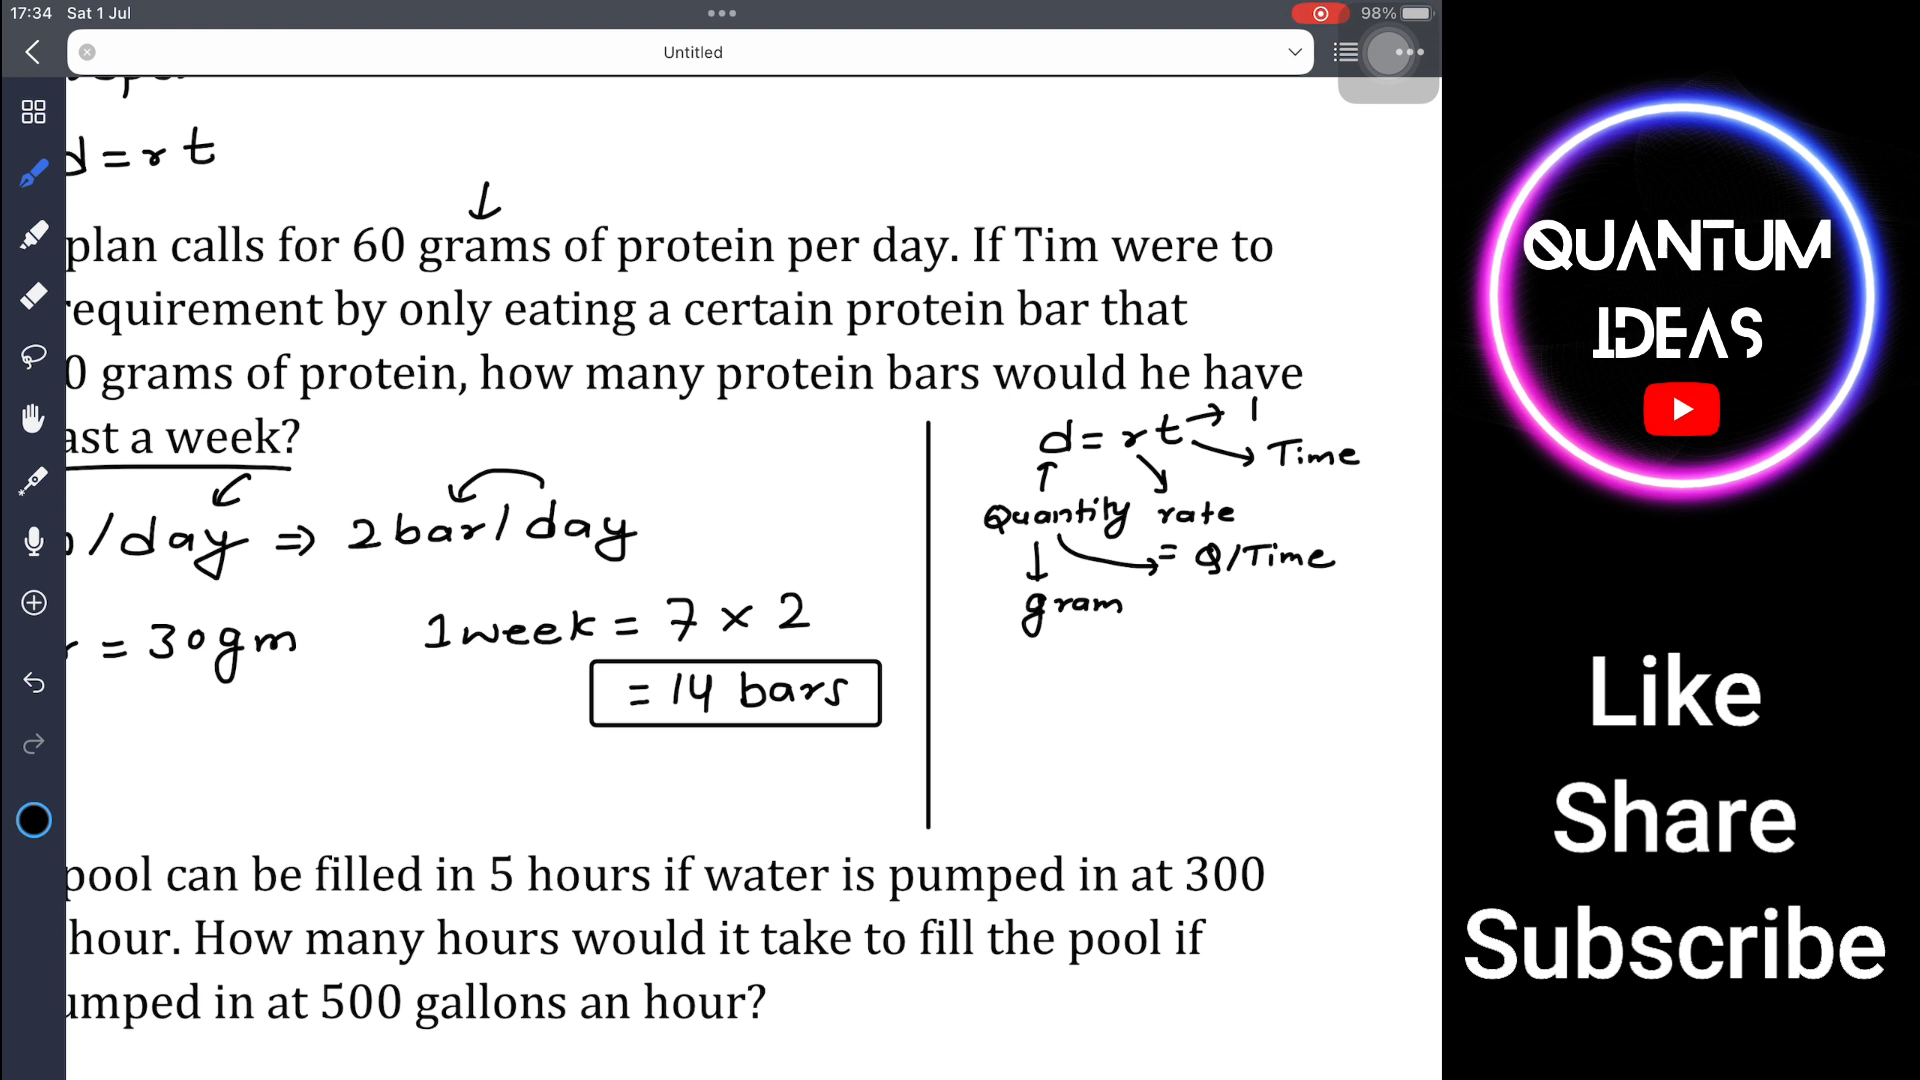 17:34 Sat 1 Jul
98%
Untitled
d = r t
plan calls for 60 grams of protein per day. If Tim were to
requirement by only eating a certain protein bar that
0 grams of protein, how many protein bars would he have
ast a week?
d = r t → 1
Time
Quantity rate
= Q/Time
gram
/day ⇒ 2 bar/day
r = 30gm
1 week = 7 × 2
= 14 bars
pool can be filled in 5 hours if water is pumped in at 300
hour. How many hours would it take to fill the pool if
umped in at 500 gallons an hour?
QUANTUM
IDEAS
Like
Share
Subscribe